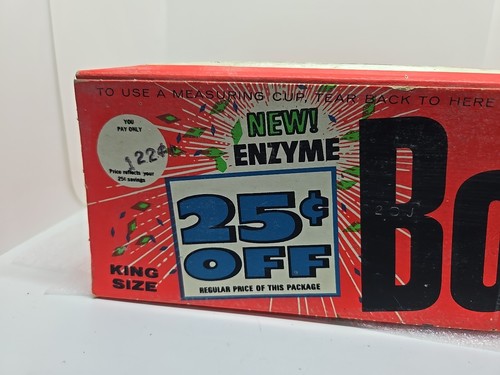 TO USE A MEASURING CUP, TEAR BACK TO HERE
YOU
PAY ONLY
122¢
Price reflects your
25¢ savings
NEW!
ENZYME
25¢
OFF
REGULAR PRICE OF THIS PACKAGE
KING
SIZE
Bo